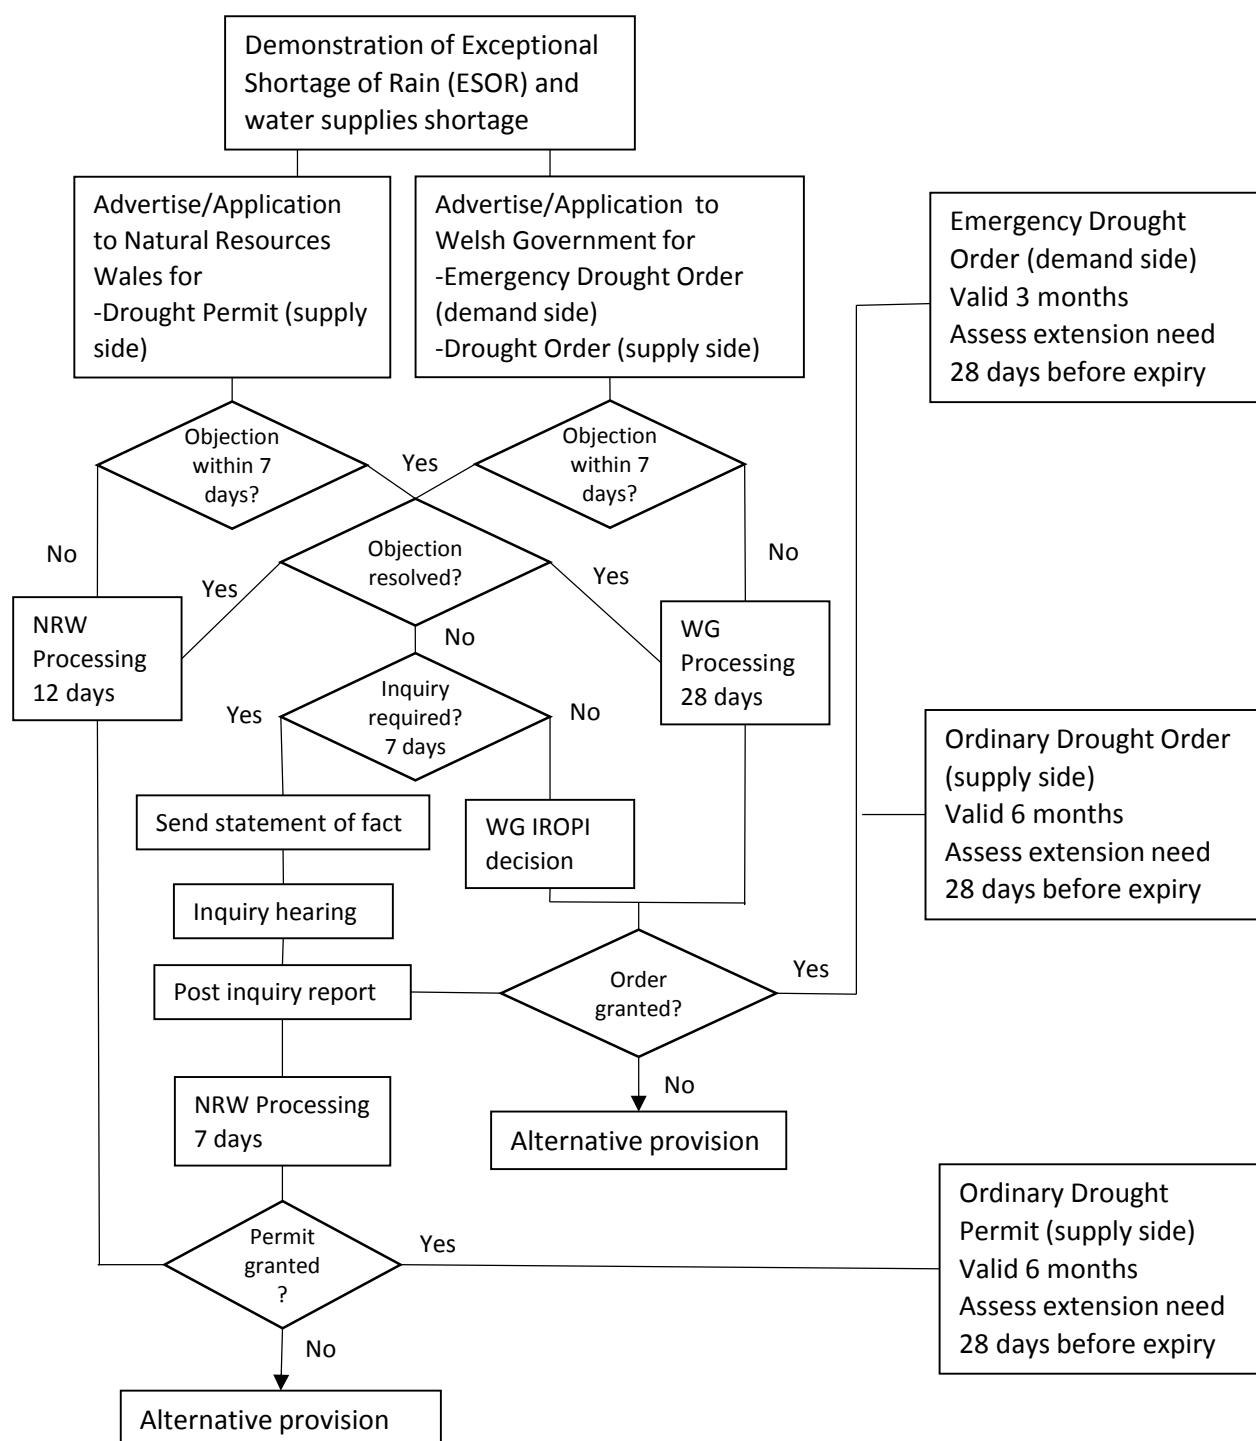 Demonstration of Exceptional
Shortage of Rain (ESOR) and
water supplies shortage
Advertise/Application
to Natural Resources
Wales for
-Drought Permit (supply
side)
Advertise/Application to
Welsh Government for
-Emergency Drought Order
(demand side)
-Drought Order (supply side)
Emergency Drought
Order (demand side)
Valid 3 months
Assess extension need
28 days before expiry
Objection
within 7
days?
Yes
Objection
within 7
days?
No
Objection
resolved?
No
Yes
Yes
NRW
Processing
12 days
No
WG
Processing
28 days
Inquiry
required?
7 days
Yes
No
Ordinary Drought Order
(supply side)
Valid 6 months
Assess extension need
28 days before expiry
Send statement of fact
WG IROPI
decision
Inquiry hearing
Post inquiry report
Order
granted?
Yes
No
NRW Processing
7 days
Alternative provision
Permit
granted
?
Yes
Ordinary Drought
Permit (supply side)
Valid 6 months
Assess extension need
28 days before expiry
No
Alternative provision